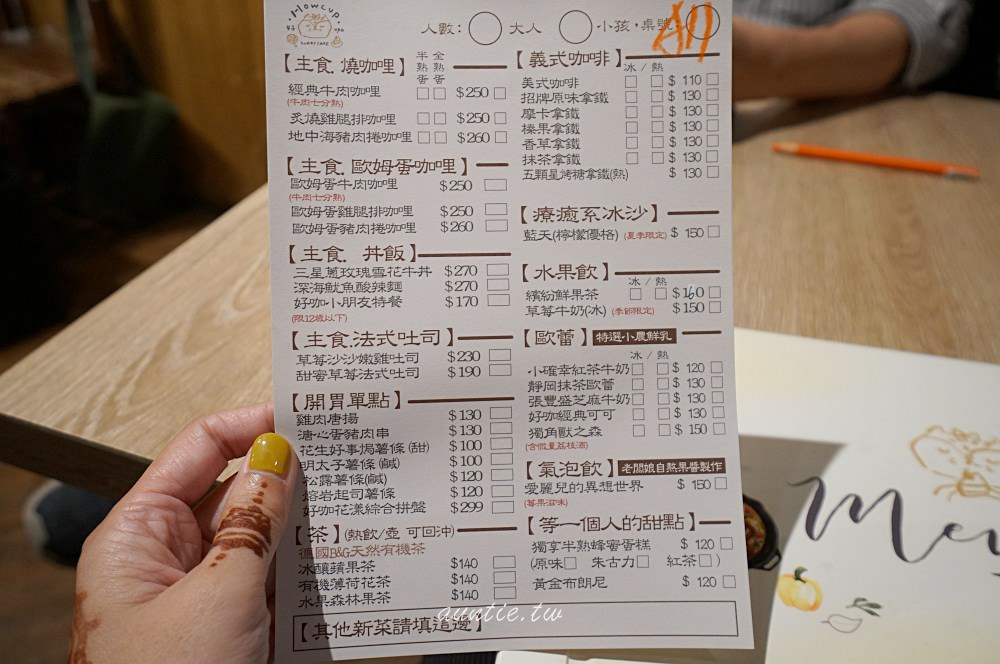 Howcup
人數: 大人 小孩，桌號
【主食.燒咖哩】 半熟蛋 全熟蛋
經典牛肉咖哩 $250
(牛肉七分熟)
炙燒雞腿排咖哩 $250
地中海豬肉捲咖哩 $260
【主食.歐姆蛋咖哩】
歐姆蛋牛肉咖哩 $250
(牛肉七分熟)
歐姆蛋雞腿排咖哩 $250
歐姆蛋豬肉捲咖哩 $260
【主食. 丼飯】
三星蔥玫瑰雪花牛丼 $270
深海魷魚酸辣麵 $270
好咖小朋友特餐 $170
(限12歲以下)
【主食.法式吐司】
草莓沙沙嫩雞吐司 $230
甜蜜草莓法式吐司 $190
【開胃單點】
雞肉唐揚 $130
溏心蛋豬肉串 $130
花生好事焗薯條(甜) $100
明太子薯條(鹹) $100
松露薯條(鹹) $120
熔岩起司薯條 $120
好咖花漾綜合拼盤 $299
【茶】(熱飲/壺 可回沖)
德國B&G天然有機茶
冰釀蘋果茶 $140
有機薄荷花茶 $140
水果森林果茶 $140
【其他新菜請填這邊】
【義式咖啡】
冰 / 熱
美式咖啡 $ 110
招牌原味拿鐵 $ 130
摩卡拿鐵 $ 130
榛果拿鐵 $ 130
香草拿鐵 $ 130
抹茶拿鐵 $ 130
五顆星烤糖拿鐵(熱) $ 130
【療癒系冰沙】
藍天(檸檬優格) (夏季限定) $ 150
【水果飲】
冰 / 熱
繽紛鮮果茶 $160
草莓牛奶(冰) (季節限定) $150
【歐蕾】 特選小農鮮乳
冰 / 熱
小確幸紅茶牛奶 $ 120
靜岡抹茶歐蕾 $ 130
張豐盛芝麻牛奶 $ 130
好咖經典可可 $ 130
獨角獸之森 $ 150
(含微量荔枝酒)
【氣泡飲】 老闆娘自熬果醬製作
愛麗兒的異想世界 $ 150
(莓果滋味)
【等一個人的甜點】
獨享半熟蜂蜜蛋糕 $ 120
(原味 朱古力 紅茶 )
黃金布朗尼 $ 120
auntie.tw